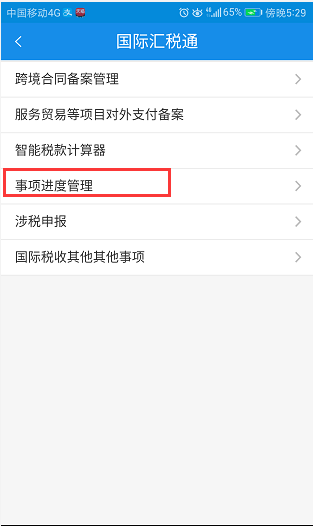 中国移动4G 65% 傍晚5:29
国际汇税通
跨境合同备案管理
服务贸易等项目对外支付备案
智能税款计算器
事项进度管理
涉税申报
国际税收其他其他事项